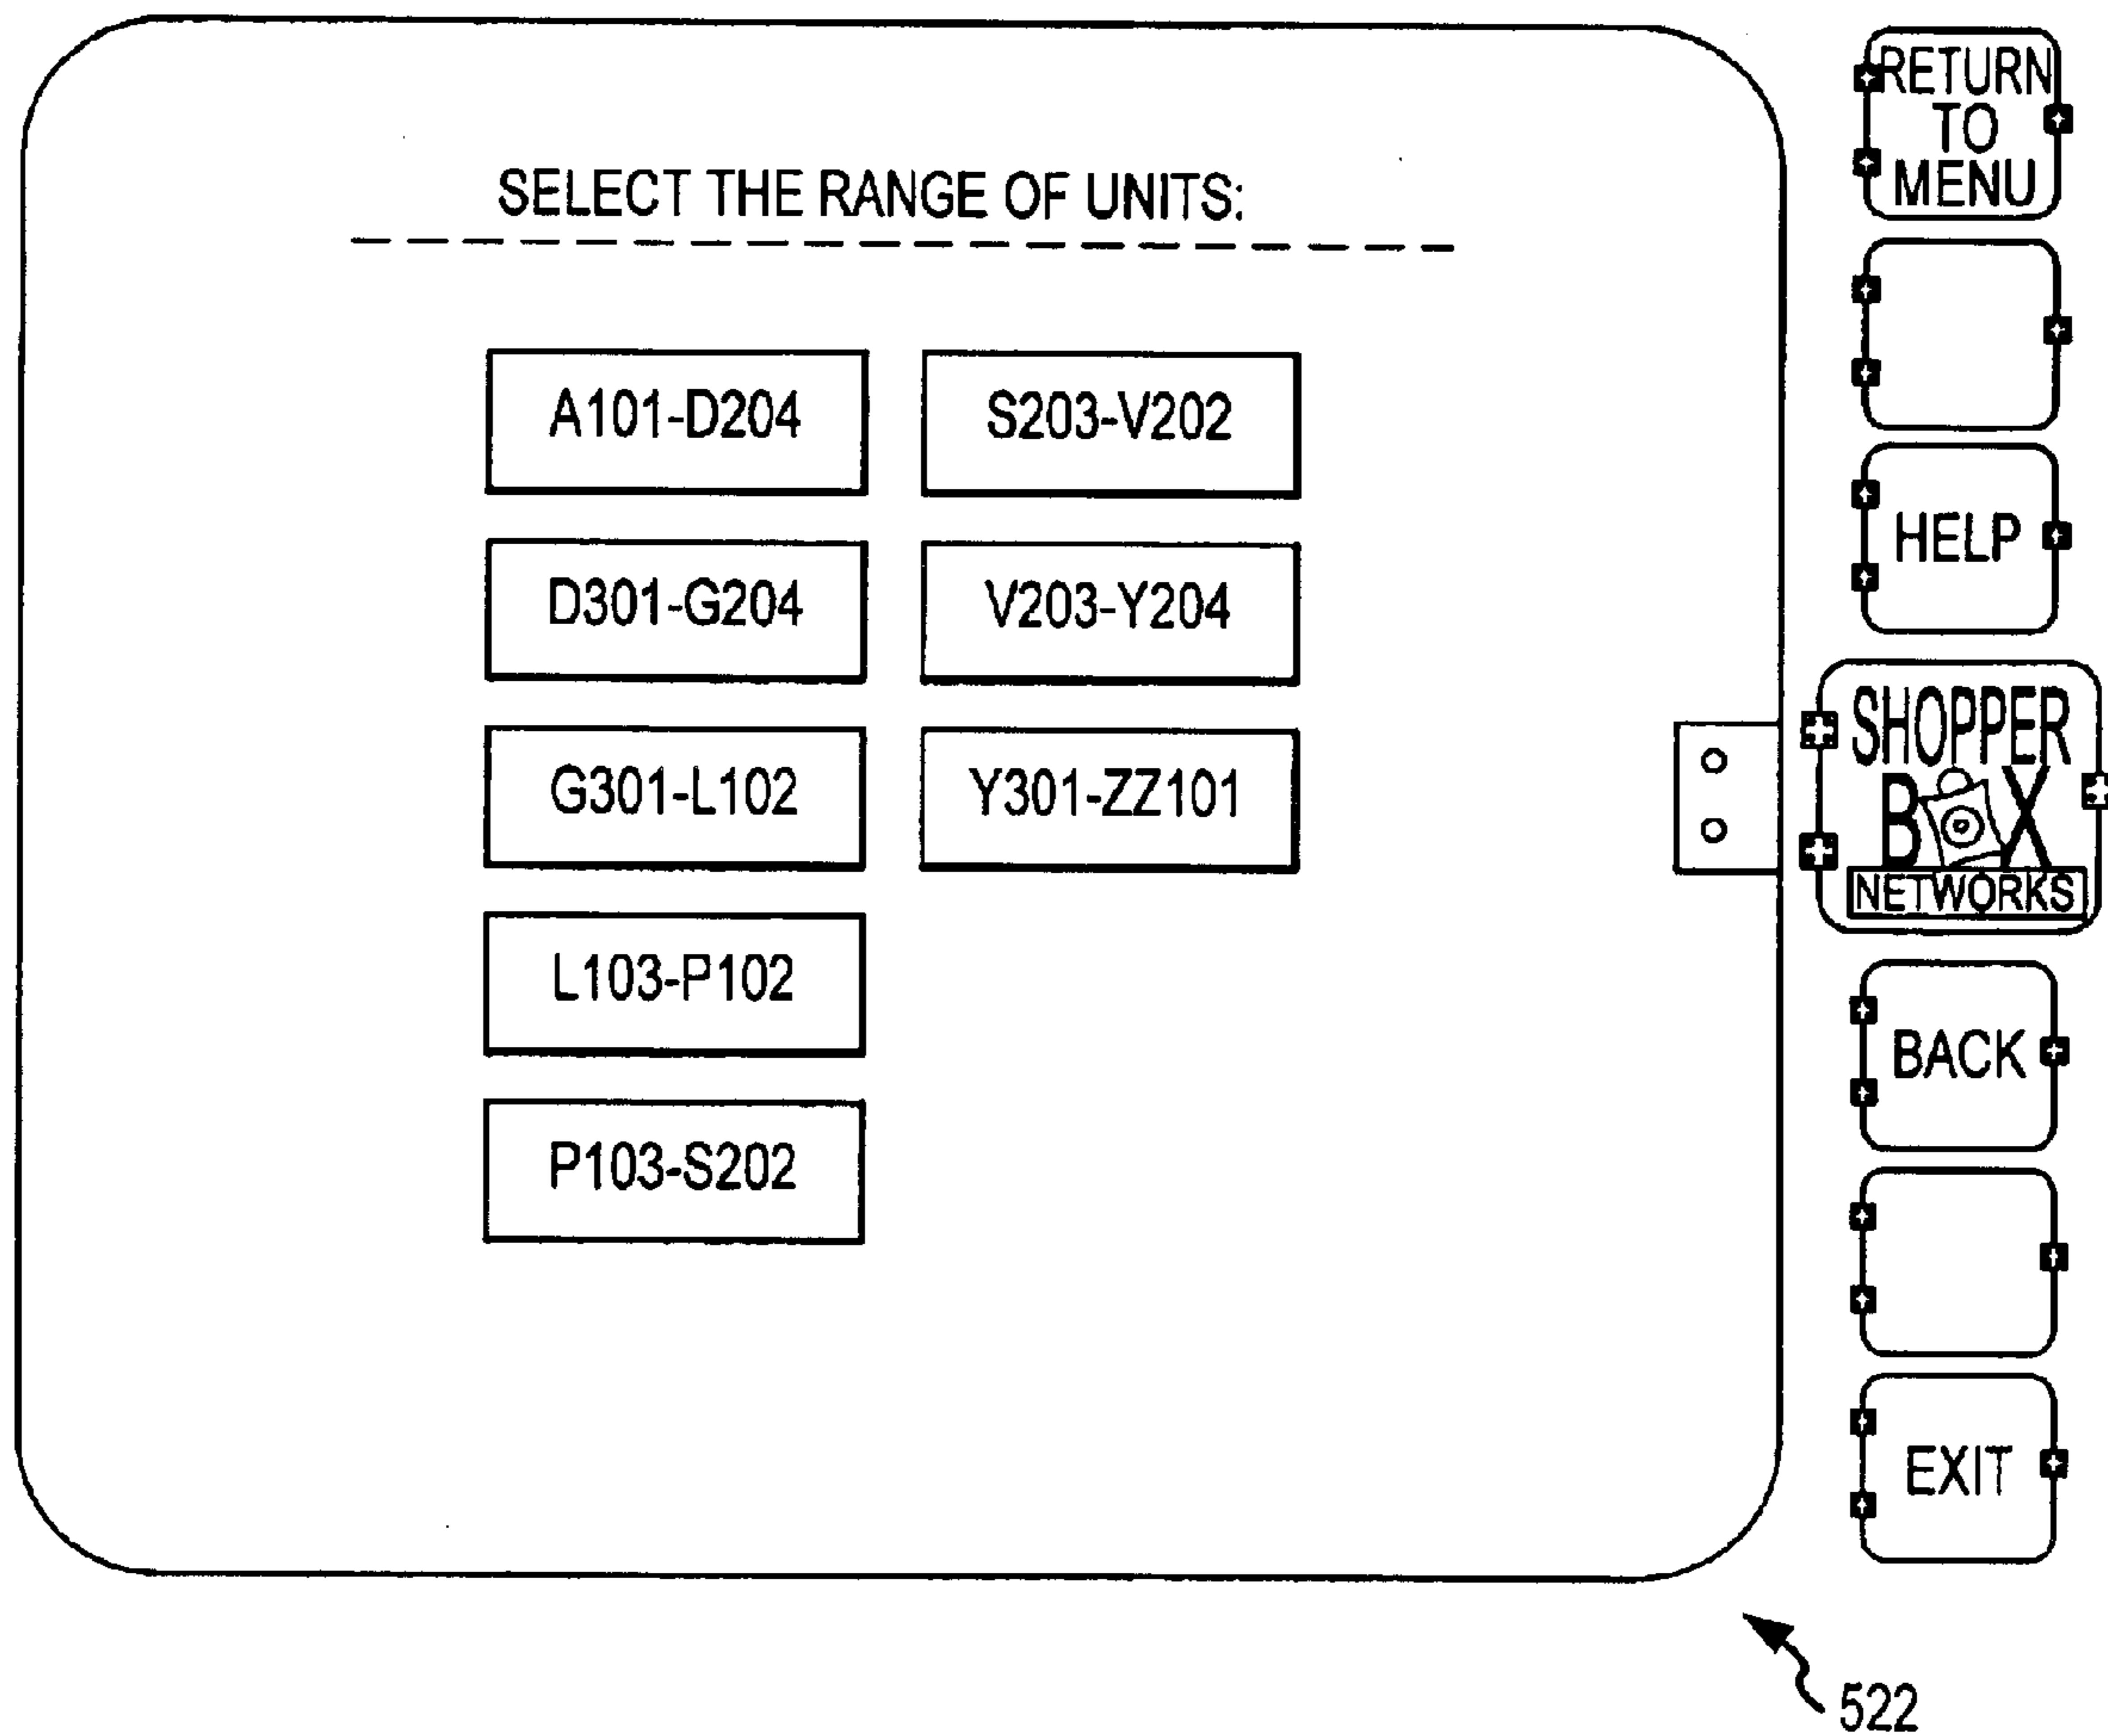 SELECT THE RANGE OF UNITS:
A101-D204
D301-G204
G301-L102
L103-P102
P103-S202
S203-V202
V203-Y204
Y301-ZZ101
RETURN
TO
MENU
HELP
SHOPPER
BOX
NETWORKS
BACK
EXIT
522